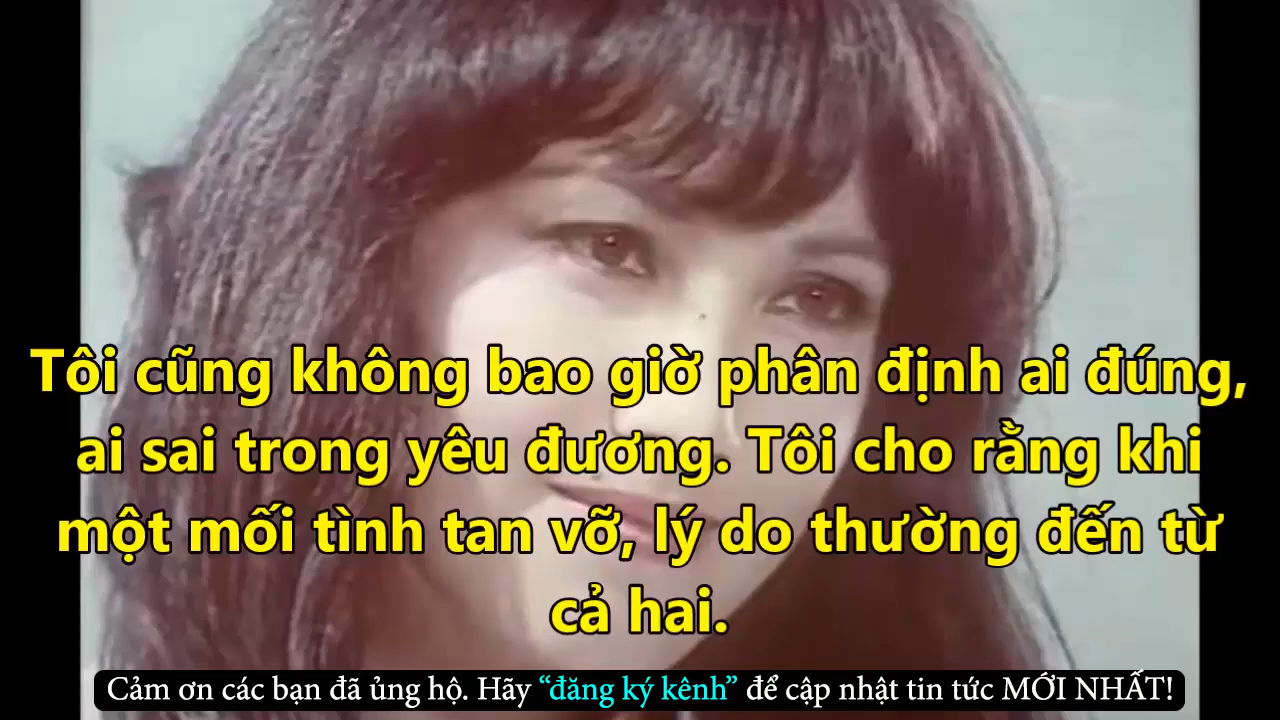 Tôi cũng không bao giờ phân định ai đúng,
ai sai trong yêu đương. Tôi cho rằng khi
một mối tình tan vỡ, lý do thường đến từ
cả hai.
Cảm ơn các bạn đã ủng hộ. Hãy “đăng ký kênh” để cập nhật tin tức MỚI NHẤT!